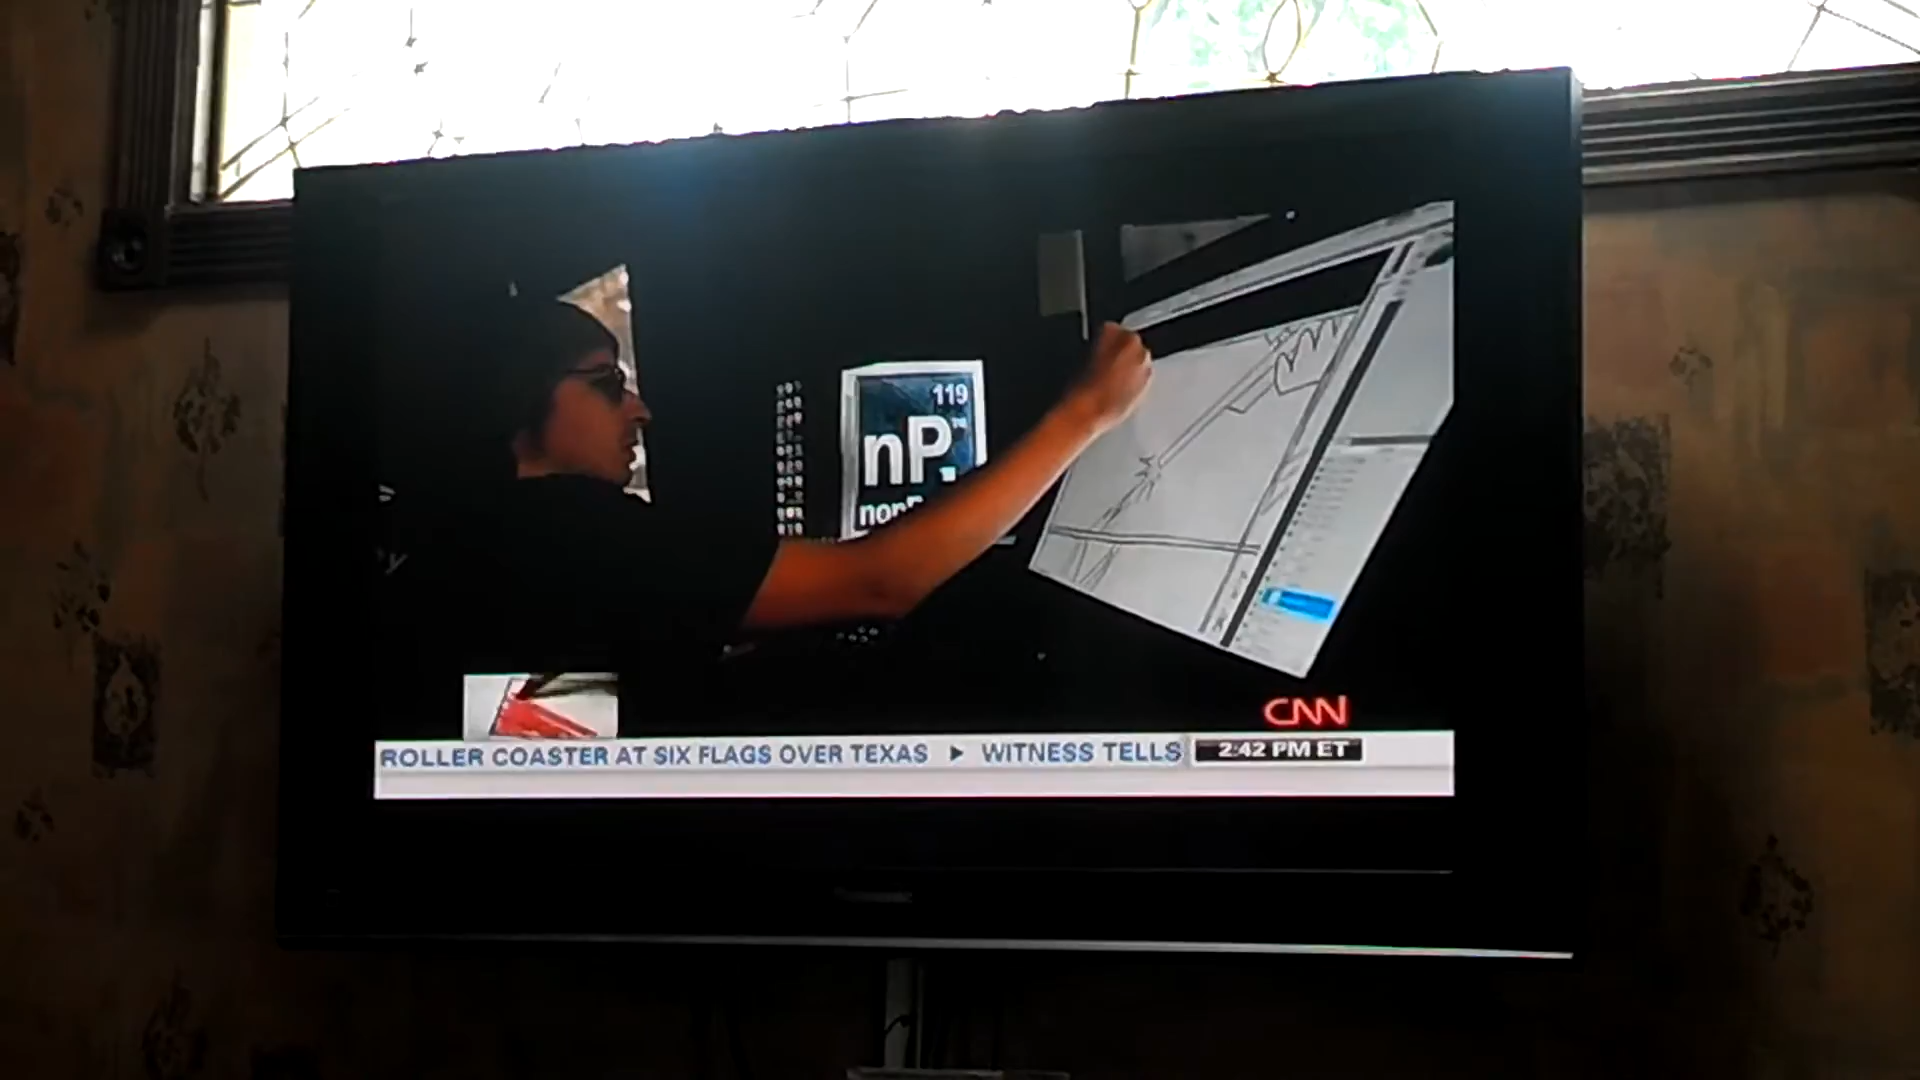 119
nP.
CNN
ROLLER COASTER AT SIX FLAGS OVER TEXAS ► WITNESS TELLS
2:42 PM ET